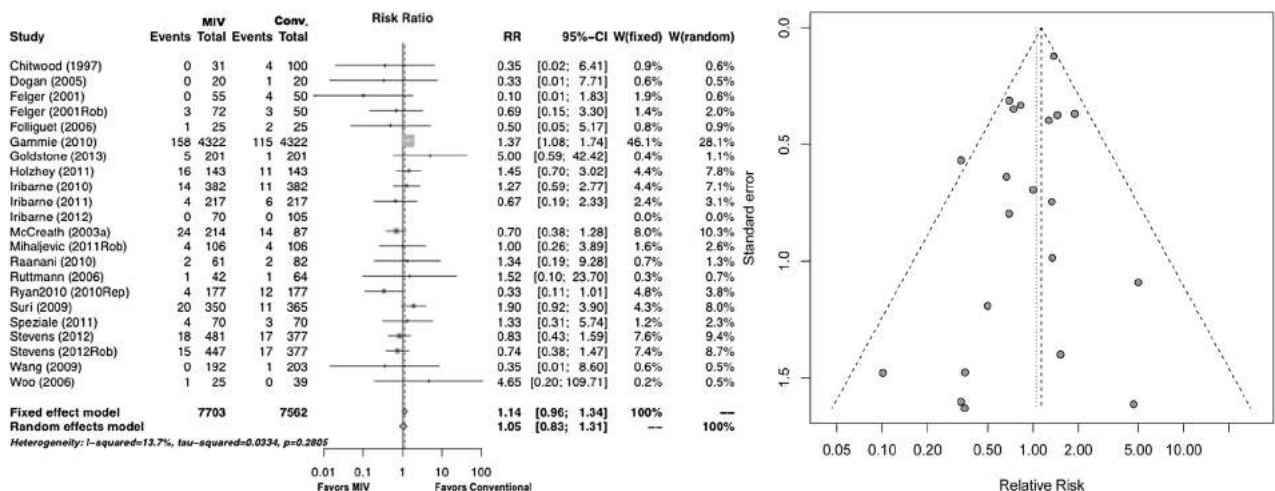 MIV Conv. Risk Ratio
Study Events Total Events Total RR 95%-CI W(fixed) W(random)
Chitwood (1997) 0 31 4 100 0.35 [0.02; 6.41] 0.9% 0.6%
Dogan (2005) 0 20 1 20 0.33 [0.01; 7.71] 0.6% 0.5%
Felger (2001) 0 55 4 50 0.10 [0.01; 1.83] 1.9% 0.6%
Felger (2001Rob) 3 72 3 50 0.69 [0.15; 3.30] 1.4% 2.0%
Folliguet (2006) 1 25 2 25 0.50 [0.05; 5.17] 0.8% 0.9%
Gammie (2010) 158 4322 115 4322 1.37 [1.08; 1.74] 46.1% 28.1%
Goldstone (2013) 5 201 1 201 5.00 [0.59; 42.42] 0.4% 1.1%
Holzhey (2011) 16 143 11 143 1.45 [0.70; 3.02] 4.4% 7.8%
Iribarne (2010) 14 382 11 382 1.27 [0.59; 2.77] 4.4% 7.1%
Iribarne (2011) 4 217 6 217 0.67 [0.19; 2.33] 2.4% 3.1%
Iribarne (2012) 0 70 0 105 0.0% 0.0%
McCreath (2003a) 24 214 14 87 0.70 [0.38; 1.28] 8.0% 10.3%
Mihaljevic (2011Rob) 4 106 4 106 1.00 [0.26; 3.89] 1.6% 2.6%
Raanani (2010) 2 61 2 82 1.34 [0.19; 9.28] 0.7% 1.3%
Ruttmann (2006) 1 42 1 64 1.52 [0.10; 23.70] 0.3% 0.7%
Ryan2010 (2010Rep) 4 177 12 177 0.33 [0.11; 1.01] 4.8% 3.8%
Suri (2009) 20 350 11 365 1.90 [0.92; 3.90] 4.3% 8.0%
Speziale (2011) 4 70 3 70 1.33 [0.31; 5.74] 1.2% 2.3%
Stevens (2012) 18 481 17 377 0.83 [0.43; 1.59] 7.6% 9.4%
Stevens (2012Rob) 15 447 17 377 0.74 [0.38; 1.47] 7.4% 8.7%
Wang (2009) 0 192 1 203 0.35 [0.01; 8.60] 0.6% 0.5%
Woo (2006) 1 25 0 39 4.65 [0.20; 109.71] 0.2% 0.5%
Fixed effect model 7703 7562 1.14 [0.96; 1.34] 100% —
Random effects model 1.05 [0.83; 1.31] — 100%
Heterogeneity: I-squared=13.7%, tau-squared=0.0334, p=0.2805
0.01 0.1 1 10 100
Favors MIV Favors Conventional
Standard error
0.0
0.5
1.0
1.5
0.05 0.10 0.50 1.00 5.00 10.00
Relative Risk